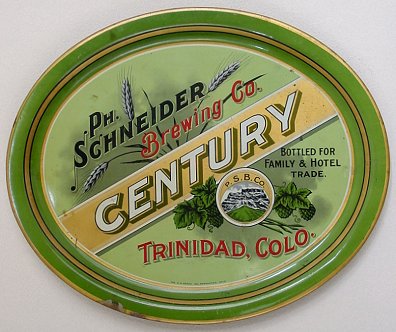 PH.
SCHNEIDER
Brewing Co.
CENTURY
BOTTLED FOR
FAMILY & HOTEL
TRADE.
P.S.B.CO.
TRINIDAD, COLO.